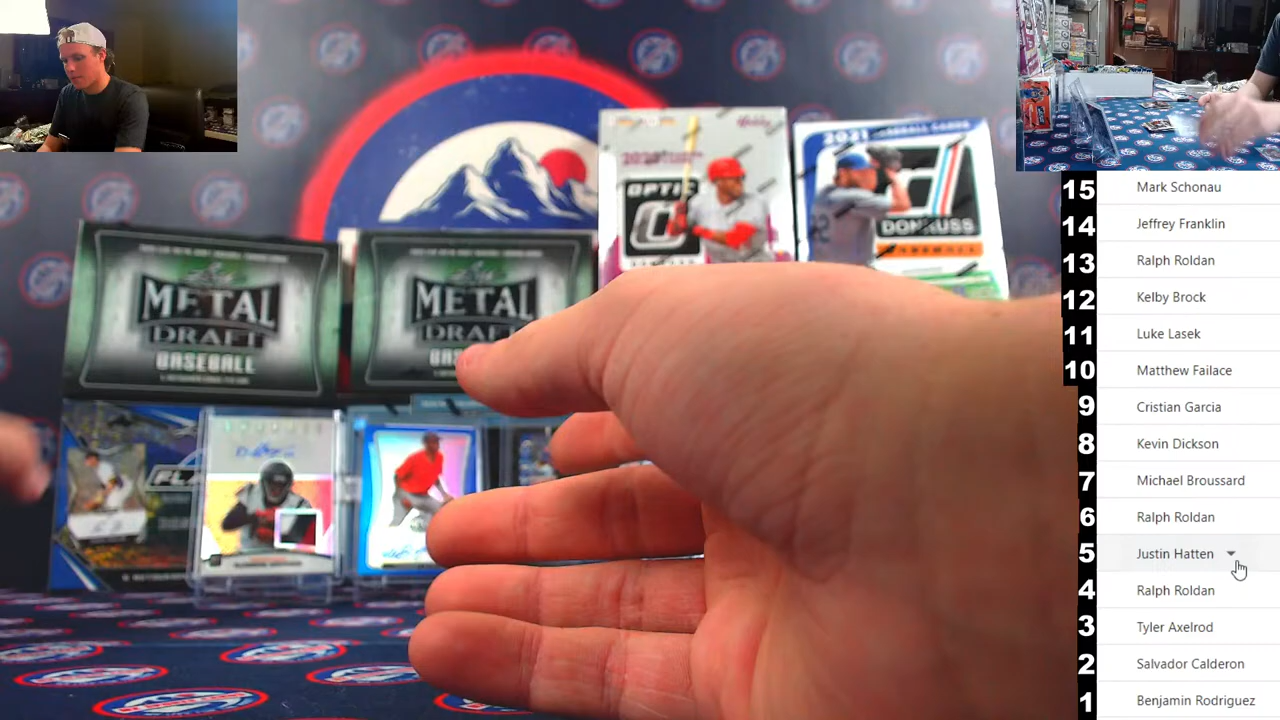 2021
OPTIC
DONRUSS
METAL
DRAFT
BASEBALL
METAL
DRAFT
15 Mark Schonau
14 Jeffrey Franklin
13 Ralph Roldan
12 Kelby Brock
11 Luke Lasek
10 Matthew Failace
9 Cristian Garcia
8 Kevin Dickson
7 Michael Broussard
6 Ralph Roldan
5 Justin Hatten
4 Ralph Roldan
3 Tyler Axelrod
2 Salvador Calderon
1 Benjamin Rodriguez